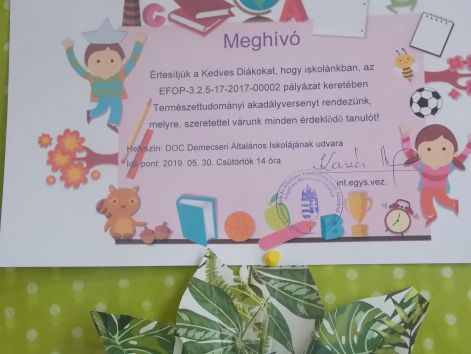 Meghívó
Értesítjük a Kedves Diákokat, hogy iskolánkban, az
EFOP-3.2.5-17-2017-00002 pályázat keretében
Természettudományi akadályversenyt rendezünk,
melyre, szeretettel várunk minden érdeklődő tanulót!
Helyszín: DOC Demecseri Általános Iskolájának udvara
Időpont: 2019. 05. 30. Csütörtök 14 óra
int.egys.vez.
B